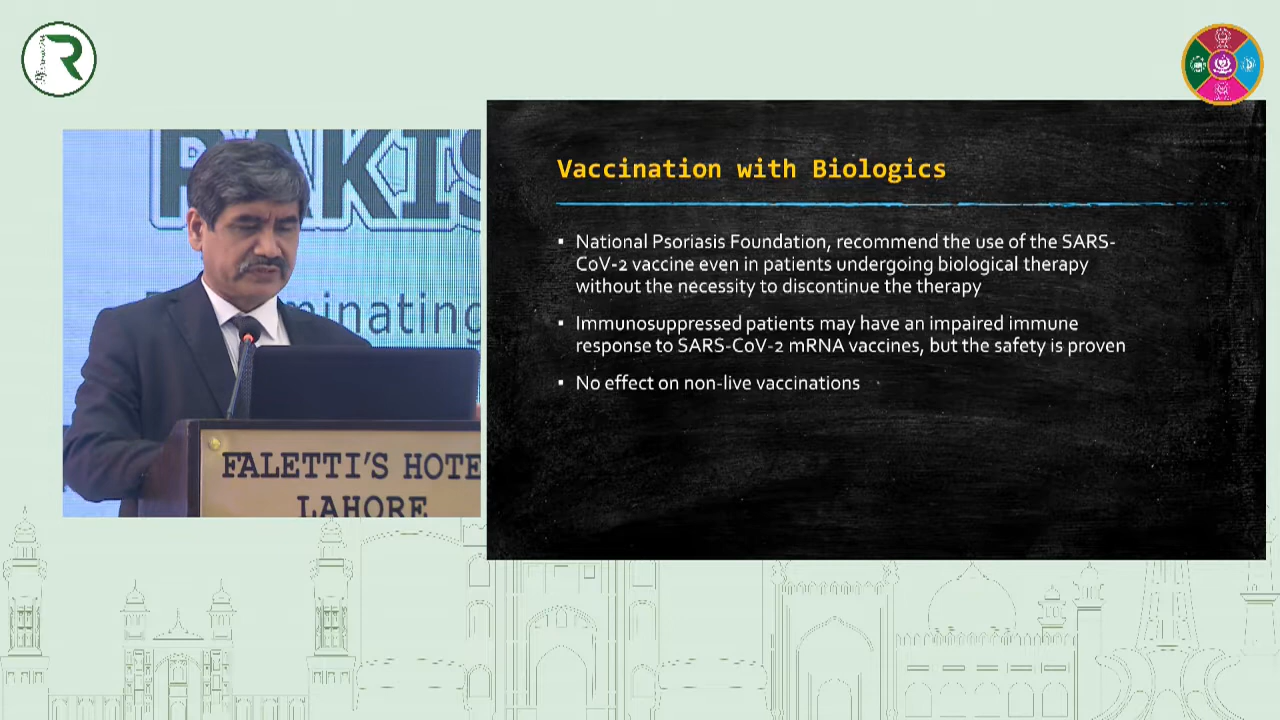 PAKIS
minating
FALETTI'S HOTE
LAHORE
Vaccination with Biologics
▪ National Psoriasis Foundation, recommend the use of the SARS-
CoV-2 vaccine even in patients undergoing biological therapy
without the necessity to discontinue the therapy
▪ Immunosuppressed patients may have an impaired immune
response to SARS-CoV-2 mRNA vaccines, but the safety is proven
▪ No effect on non-live vaccinations